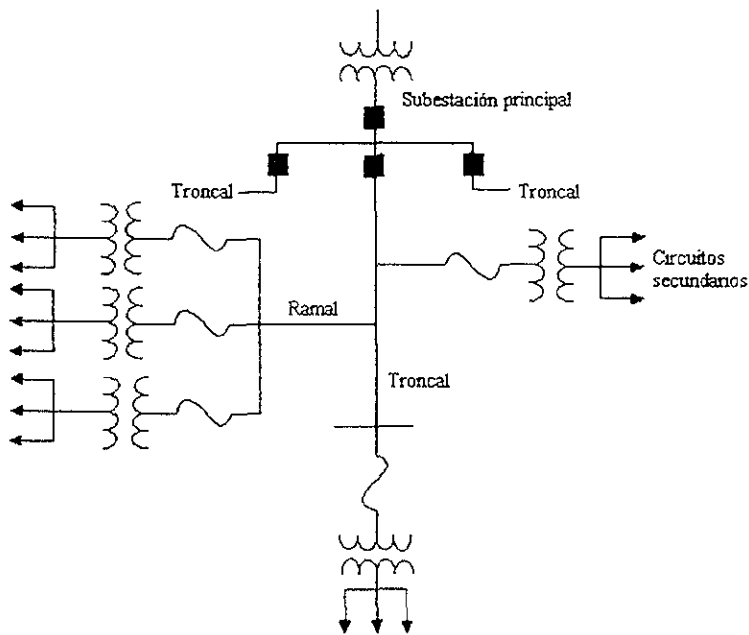 Subestación principal
Troncal
Troncal
Circuitos
secundarios
Ramal
Troncal